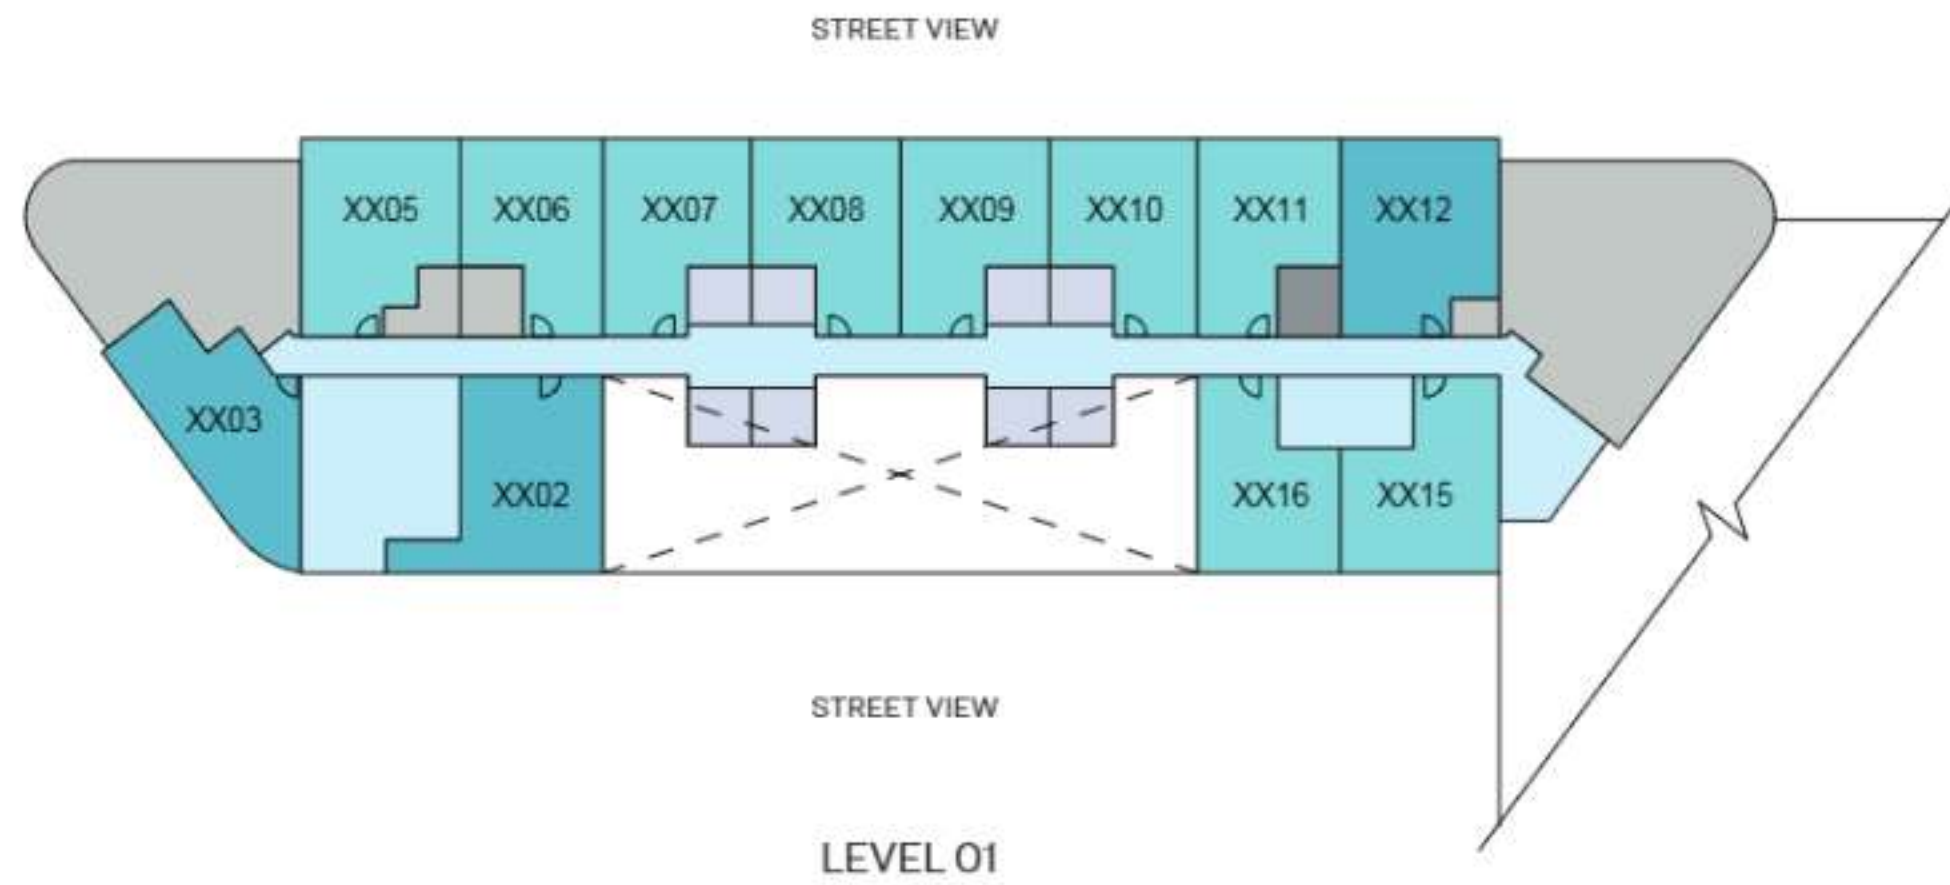 STREET VIEW
XX05 XX06 XX07 XX08 XX09 XX10 XX11 XX12
XX03
XX02 XX16 XX15
STREET VIEW
LEVEL 01